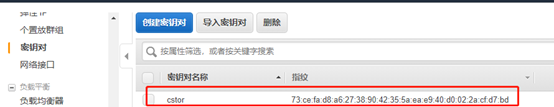 个置放群组
密钥对
网络接口
负载平衡
负载均衡器
创建密钥对 导入密钥对 删除
按属性筛选，或者按关键字搜索
密钥对名称 指纹
cstor 73:ce:fa:d8:a6:27:38:90:42:35:5a:ea:e9:40:d0:02:2a:cf:d7:bd